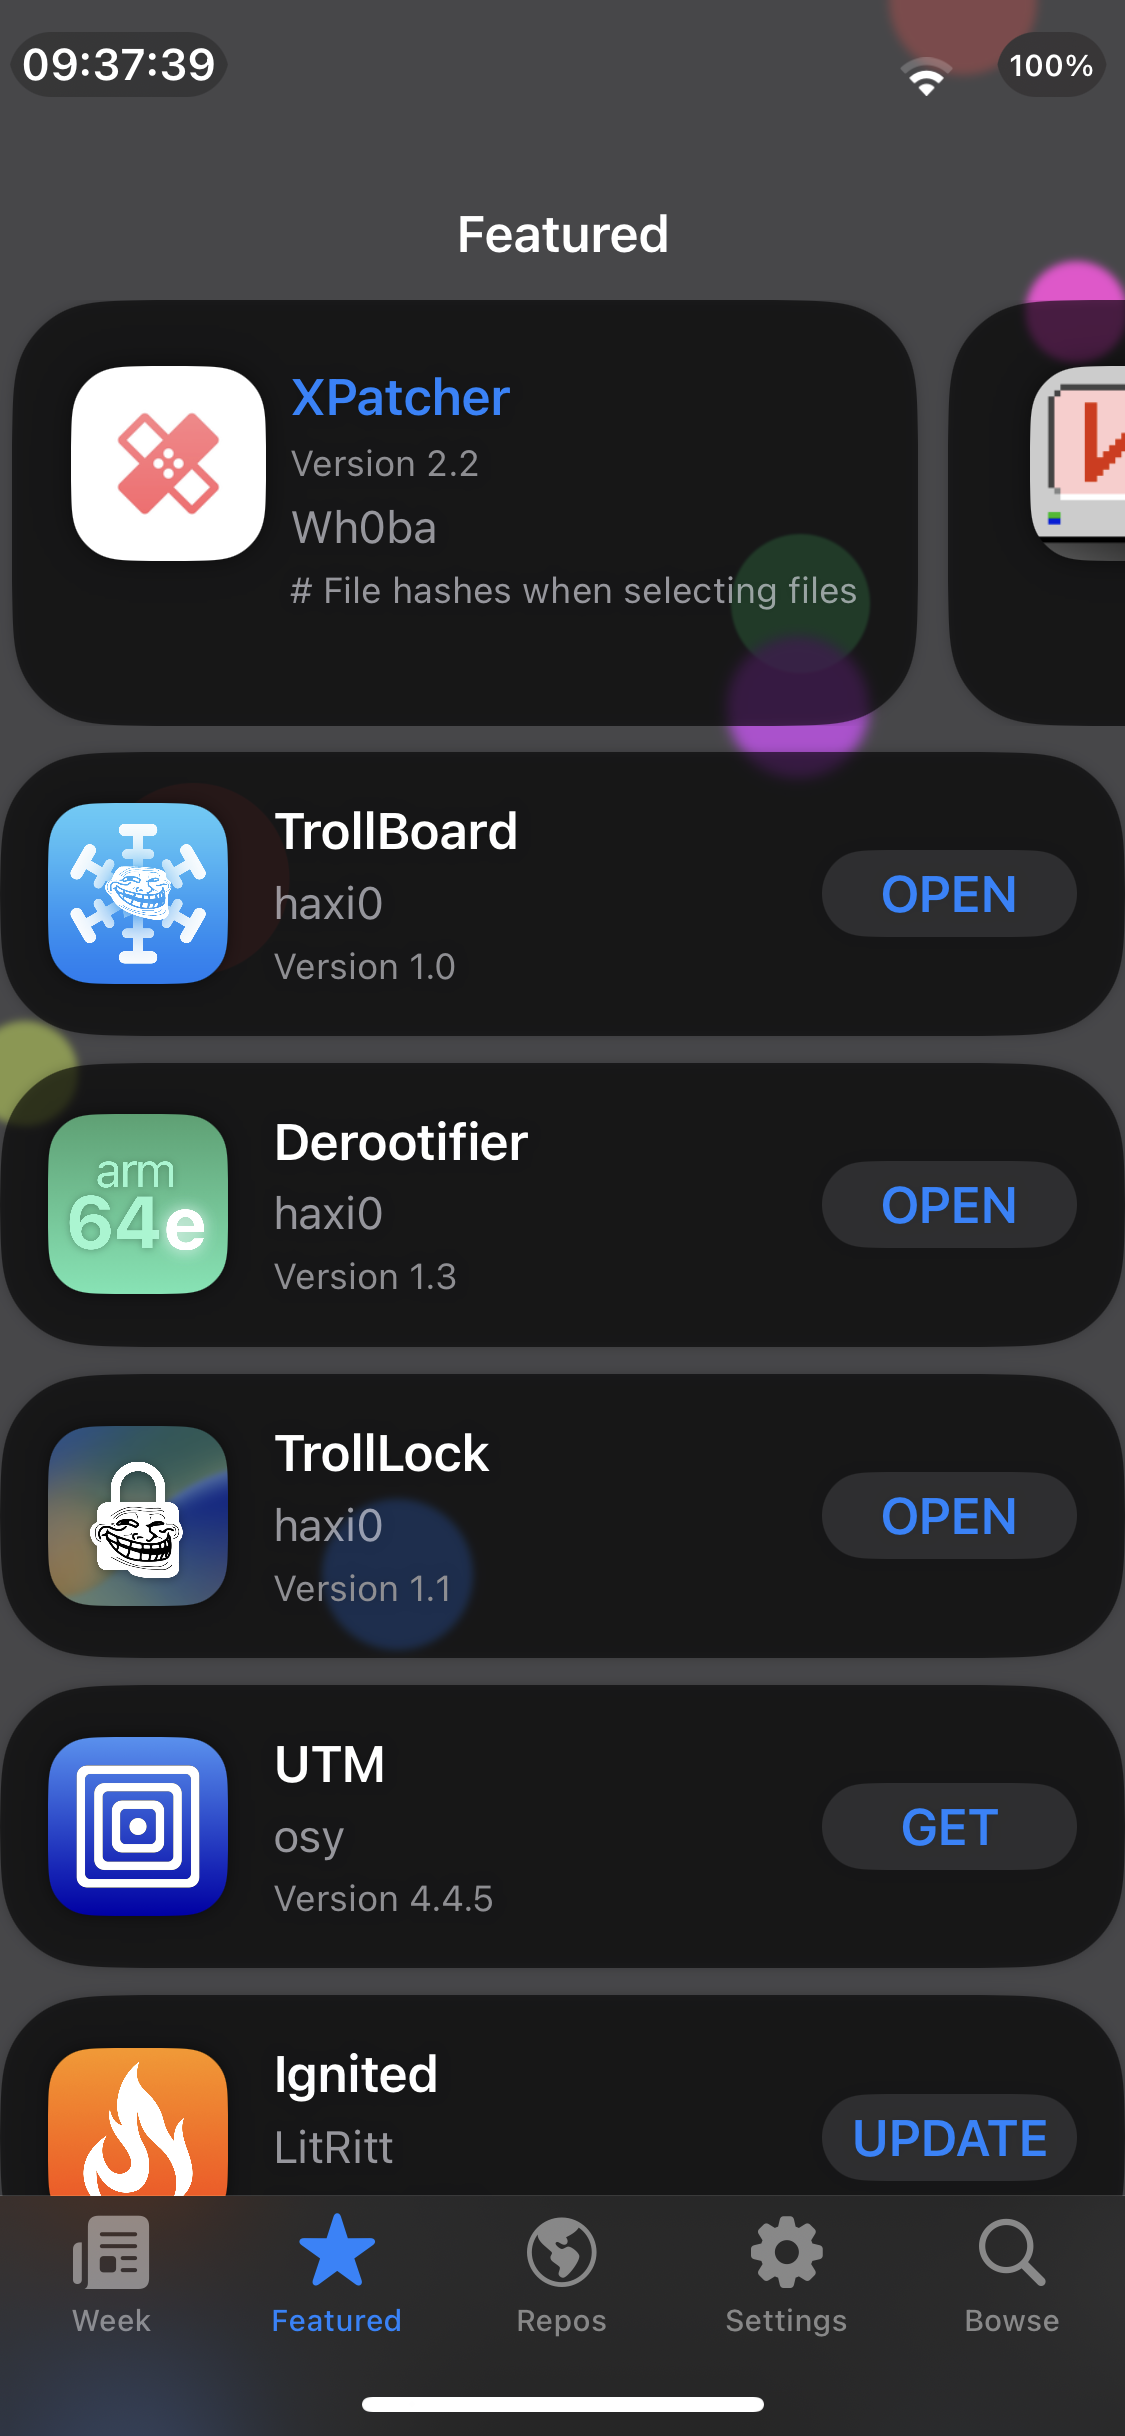 09:37:39
100%
Featured
XPatcher
Version 2.2
Wh0ba
# File hashes when selecting files
TrollBoard
haxi0
Version 1.0
OPEN
arm
64e
Derootifier
haxi0
Version 1.3
OPEN
TrollLock
haxi0
Version 1.1
OPEN
UTM
osy
Version 4.4.5
GET
Ignited
LitRitt
UPDATE
Week
Featured
Repos
Settings
Browse